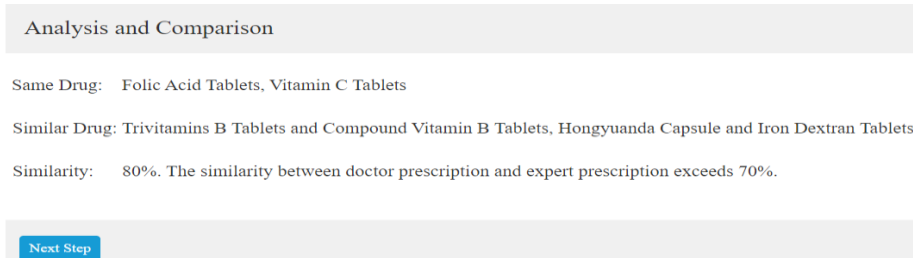 Analysis and Comparison
Same Drug: Folic Acid Tablets, Vitamin C Tablets
Similar Drug: Trivitamins B Tablets and Compound Vitamin B Tablets, Hongyuanda Capsule and Iron Dextran Tablets
Similarity: 80%. The similarity between doctor prescription and expert prescription exceeds 70%.
Next Step